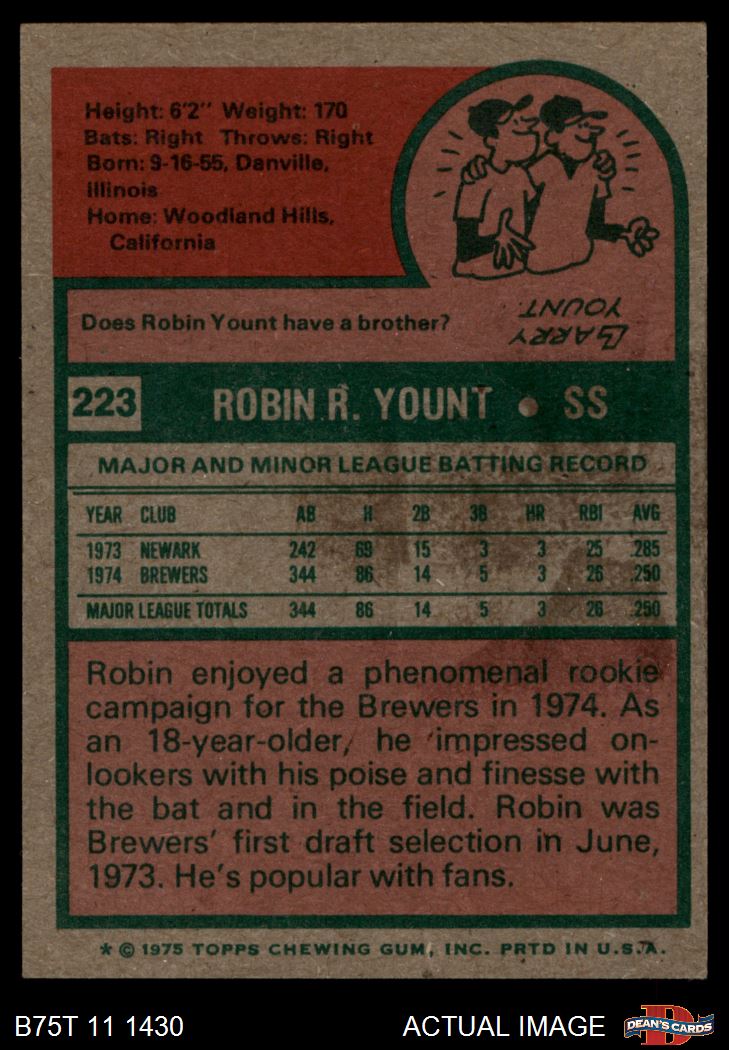 Height: 6'2" Weight: 170
Bats: Right Throws: Right
Born: 9-16-55, Danville,
Illinois
Home: Woodland Hills,
California
Does Robin Yount have a brother?
LARRY
YOUNT.
223 ROBIN R. YOUNT • SS
MAJOR AND MINOR LEAGUE BATTING RECORD
YEAR CLUB AB H 2B 3B HR RBI AVG
1973 NEWARK 242 69 15 3 3 25 .285
1974 BREWERS 344 86 14 5 3 26 .250
MAJOR LEAGUE TOTALS 344 86 14 5 3 26 .250
Robin enjoyed a phenomenal rookie
campaign for the Brewers in 1974. As
an 18-year-older, he impressed on-
lookers with his poise and finesse with
the bat and in the field. Robin was
Brewers' first draft selection in June,
1973. He's popular with fans.
* © 1975 TOPPS CHEWING GUM, INC. PRTD IN U.S.A.
B75T 11 1430 ACTUAL IMAGE DEAN'S CARDS